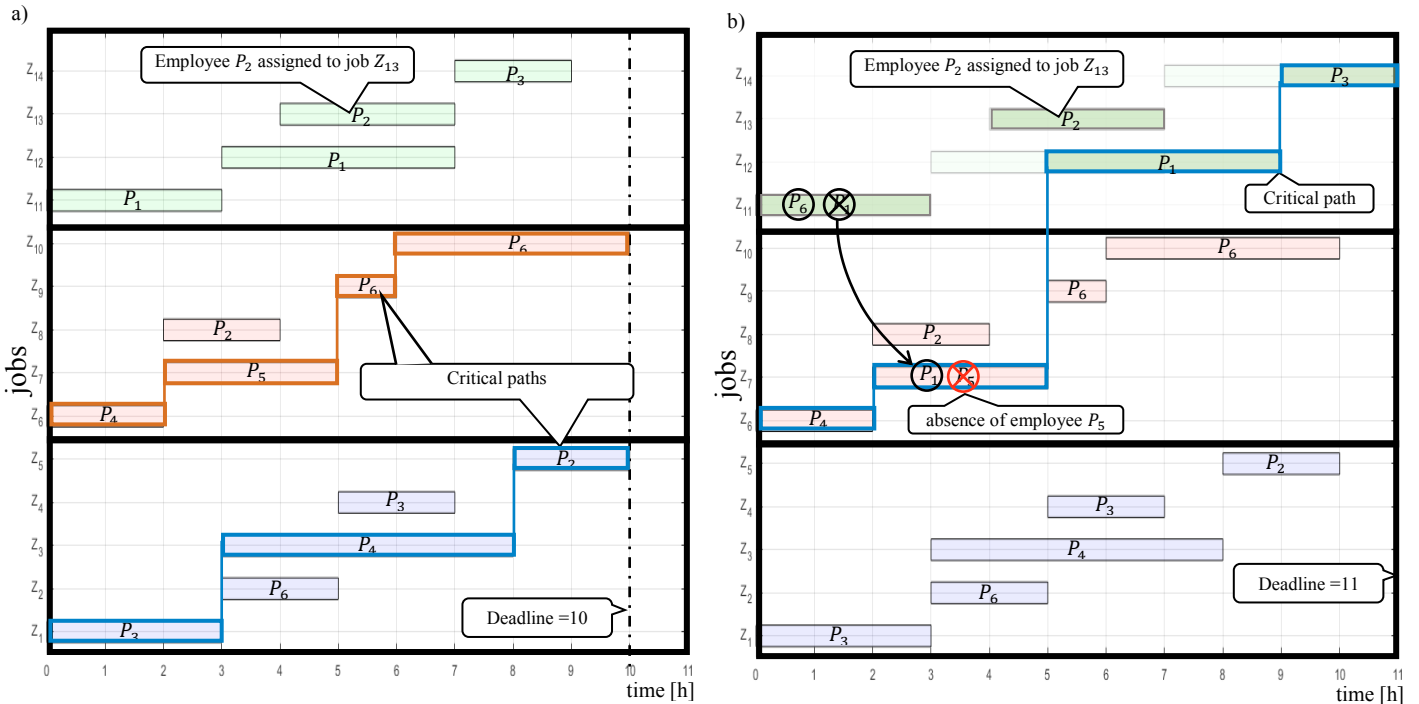 a)
Employee P₂ assigned to job Z₁₃
Z₁₄ P₃
Z₁₃ P₂
Z₁₂ P₁
Z₁₁ P₁
Z₁₀ P₆
Z₉ P₆
Z₈ P₂
Z₇ P₅
Critical paths
Z₆ P₄
Z₅ P₂
Z₄ P₃
Z₃ P₄
Z₂ P₆
Deadline =10
Z₁ P₃
jobs
0 1 2 3 4 5 6 7 8 9 10 11
time [h]
b)
Employee P₂ assigned to job Z₁₃
Z₁₄ P₃
Z₁₃ P₂
Z₁₂ P₁
Critical path
Z₁₁ P₆ P₁
Z₁₀ P₆
Z₉ P₆
Z₈ P₂
Z₇ P₁ P₅
absence of employee P₅
Z₆ P₄
Z₅ P₂
Z₄ P₃
Z₃ P₄
Deadline =11
Z₂ P₆
Z₁ P₃
jobs
0 1 2 3 4 5 6 7 8 9 10 11
time [h]